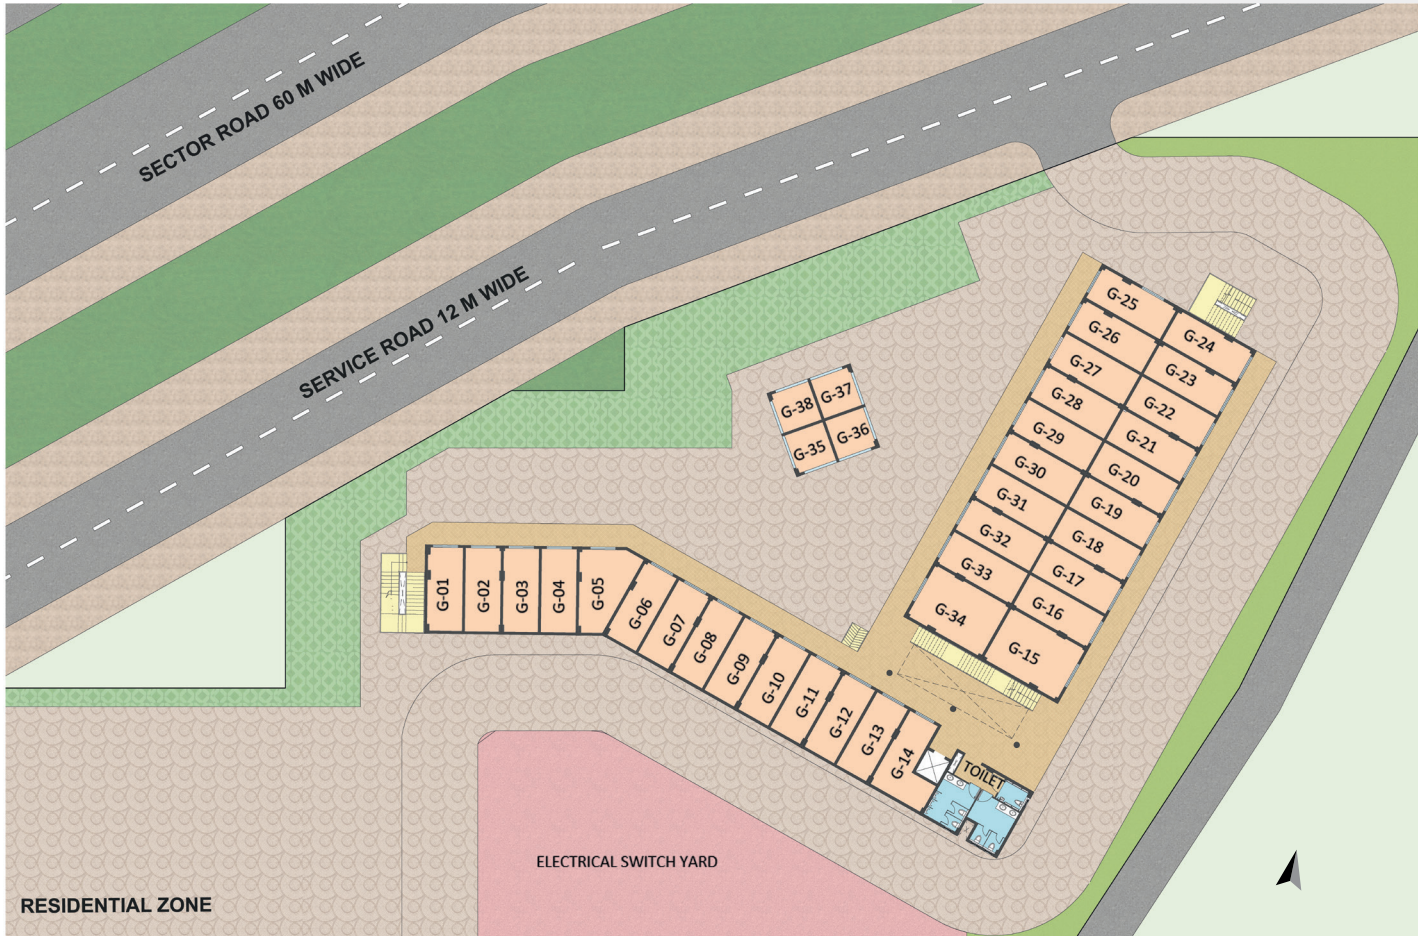 SECTOR ROAD 60 M WIDE
SERVICE ROAD 12 M WIDE
G-25
G-24
G-26
G-23
G-27
G-22
G-28
G-21
G-29
G-20
G-30
G-19
G-31
G-18
G-32
G-17
G-33
G-16
G-34
G-15
G-38
G-37
G-35
G-36
G-01
G-02
G-03
G-04
G-05
G-06
G-07
G-08
G-09
G-10
G-11
G-12
G-13
G-14
TOILET
ELECTRICAL SWITCH YARD
RESIDENTIAL ZONE